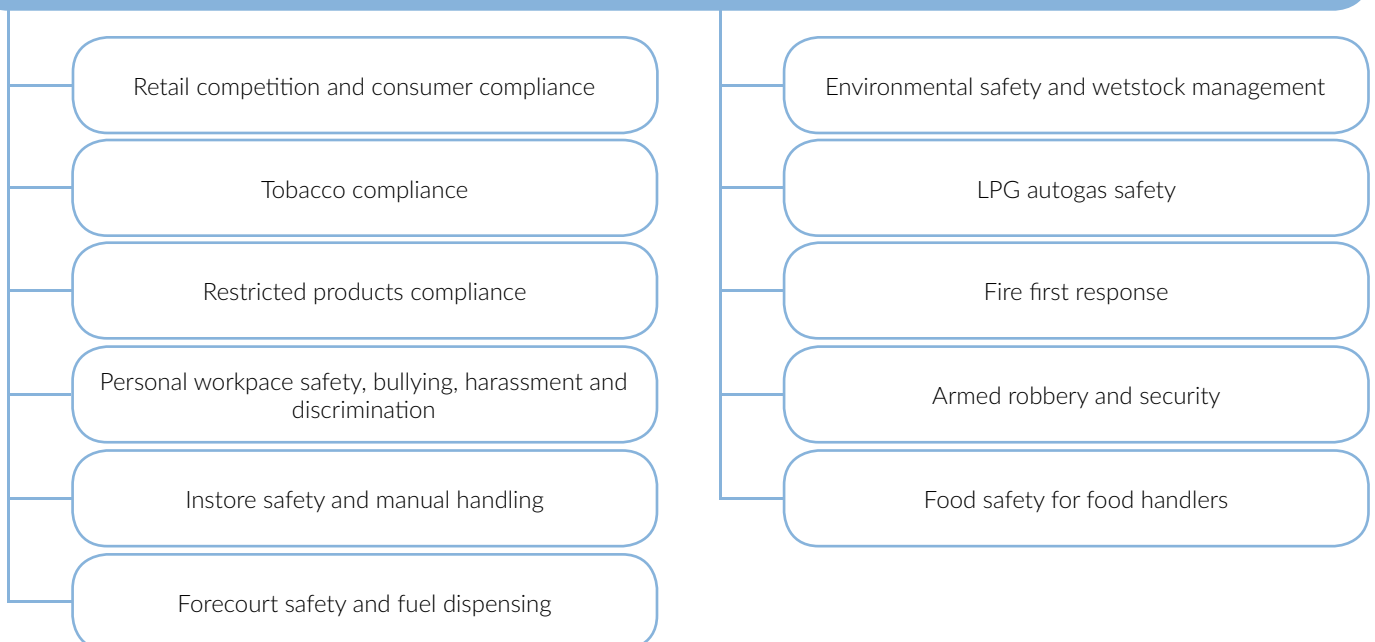 Retail competition and consumer compliance
Tobacco compliance
Restricted products compliance
Personal workpace safety, bullying, harassment and
discrimination
Instore safety and manual handling
Forecourt safety and fuel dispensing
Environmental safety and wetstock management
LPG autogas safety
Fire first response
Armed robbery and security
Food safety for food handlers